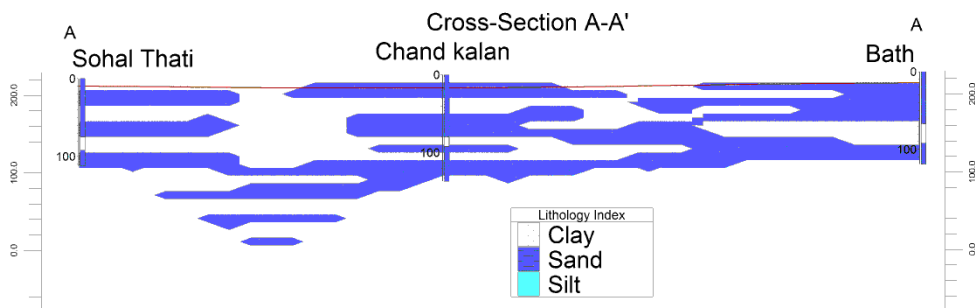 Cross-Section A-A'
A
A
Sohal Thati
Chand kalan
Bath
0
0
0
200.0
200.0
100
100
100
100.0
100.0
0.0
0.0
Lithology Index
Clay
Sand
Silt